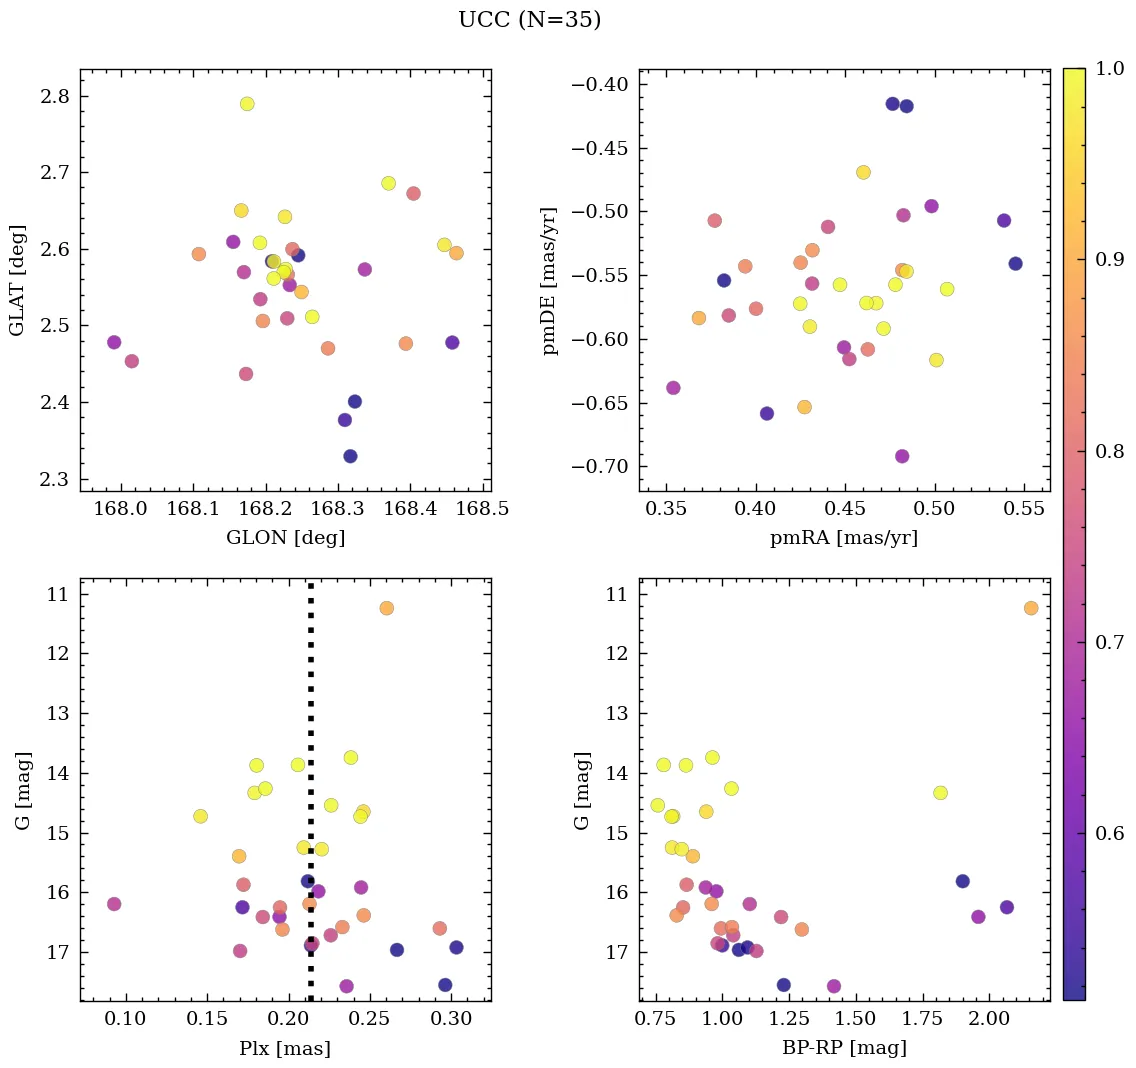 UCC (N=35)
2.8
2.7
2.6
2.5
2.4
2.3
GLAT [deg]
168.0 168.1 168.2 168.3 168.4 168.5
GLON [deg]
−0.40
−0.45
−0.50
−0.55
−0.60
−0.65
−0.70
pmDE [mas/yr]
0.35 0.40 0.45 0.50 0.55
pmRA [mas/yr]
11
12
13
14
15
16
17
G [mag]
0.10 0.15 0.20 0.25 0.30
Plx [mas]
11
12
13
14
15
16
17
G [mag]
0.75 1.00 1.25 1.50 1.75 2.00
BP-RP [mag]
1.0
0.9
0.8
0.7
0.6